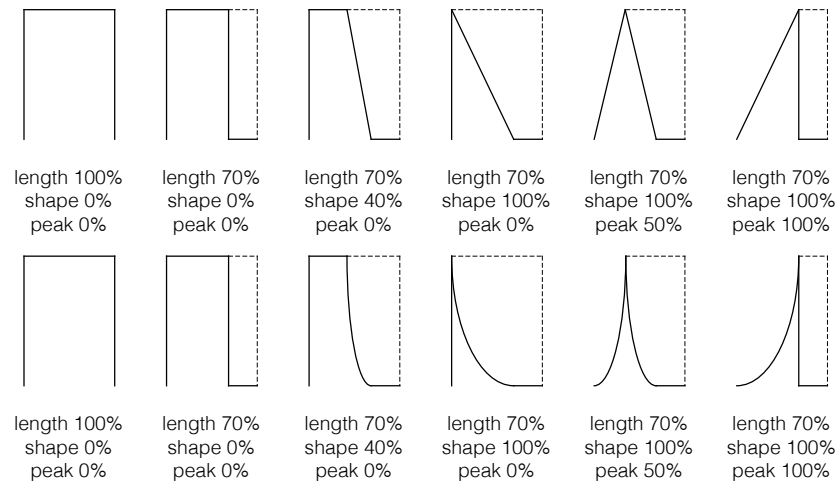 length 100%
shape 0%
peak 0%
length 70%
shape 0%
peak 0%
length 70%
shape 40%
peak 0%
length 70%
shape 100%
peak 0%
length 70%
shape 100%
peak 50%
length 70%
shape 100%
peak 100%
length 100%
shape 0%
peak 0%
length 70%
shape 0%
peak 0%
length 70%
shape 40%
peak 0%
length 70%
shape 100%
peak 0%
length 70%
shape 100%
peak 50%
length 70%
shape 100%
peak 100%